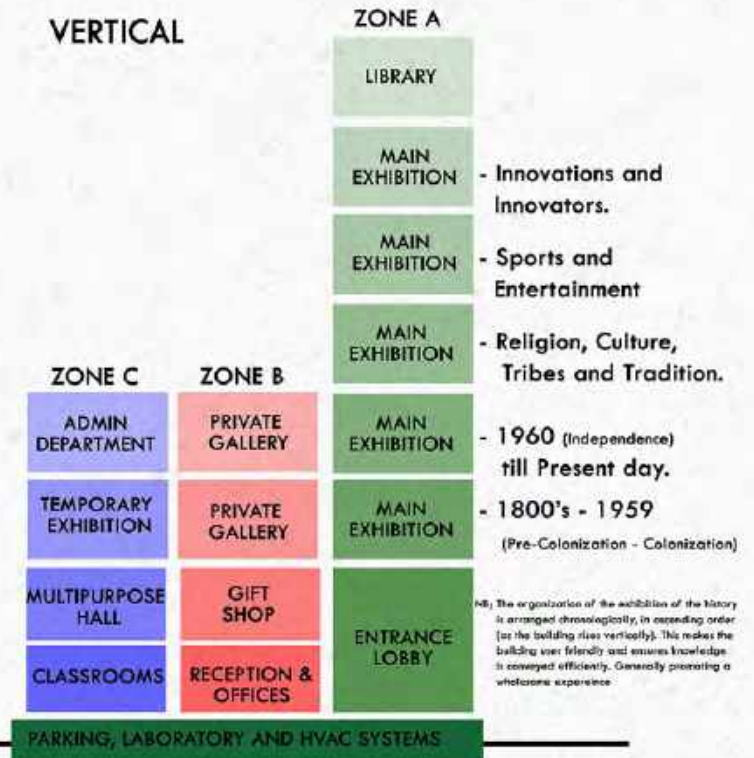 VERTICAL
ZONE A
LIBRARY
MAIN
EXHIBITION
- Innovations and
Innovators.
MAIN
EXHIBITION
- Sports and
Entertainment
MAIN
EXHIBITION
- Religion, Culture,
Tribes and Tradition.
ZONE C
ZONE B
ADMIN
DEPARTMENT
PRIVATE
GALLERY
MAIN
EXHIBITION
- 1960 (Independence)
till Present day.
TEMPORARY
EXHIBITION
PRIVATE
GALLERY
MAIN
EXHIBITION
- 1800's - 1959
(Pre-Colonization - Colonization)
MULTIPURPOSE
HALL
GIFT
SHOP
ENTRANCE
LOBBY
NB; The organization of the exhibition of the history
is arranged chronologically, in ascending order
(as the building rises vertically). This makes the
building user friendly and ensures knowledge
is conveyed efficiently. Generally promoting a
wholesome expereince
CLASSROOMS
RECEPTION &
OFFICES
PARKING, LABORATORY AND HVAC SYSTEMS